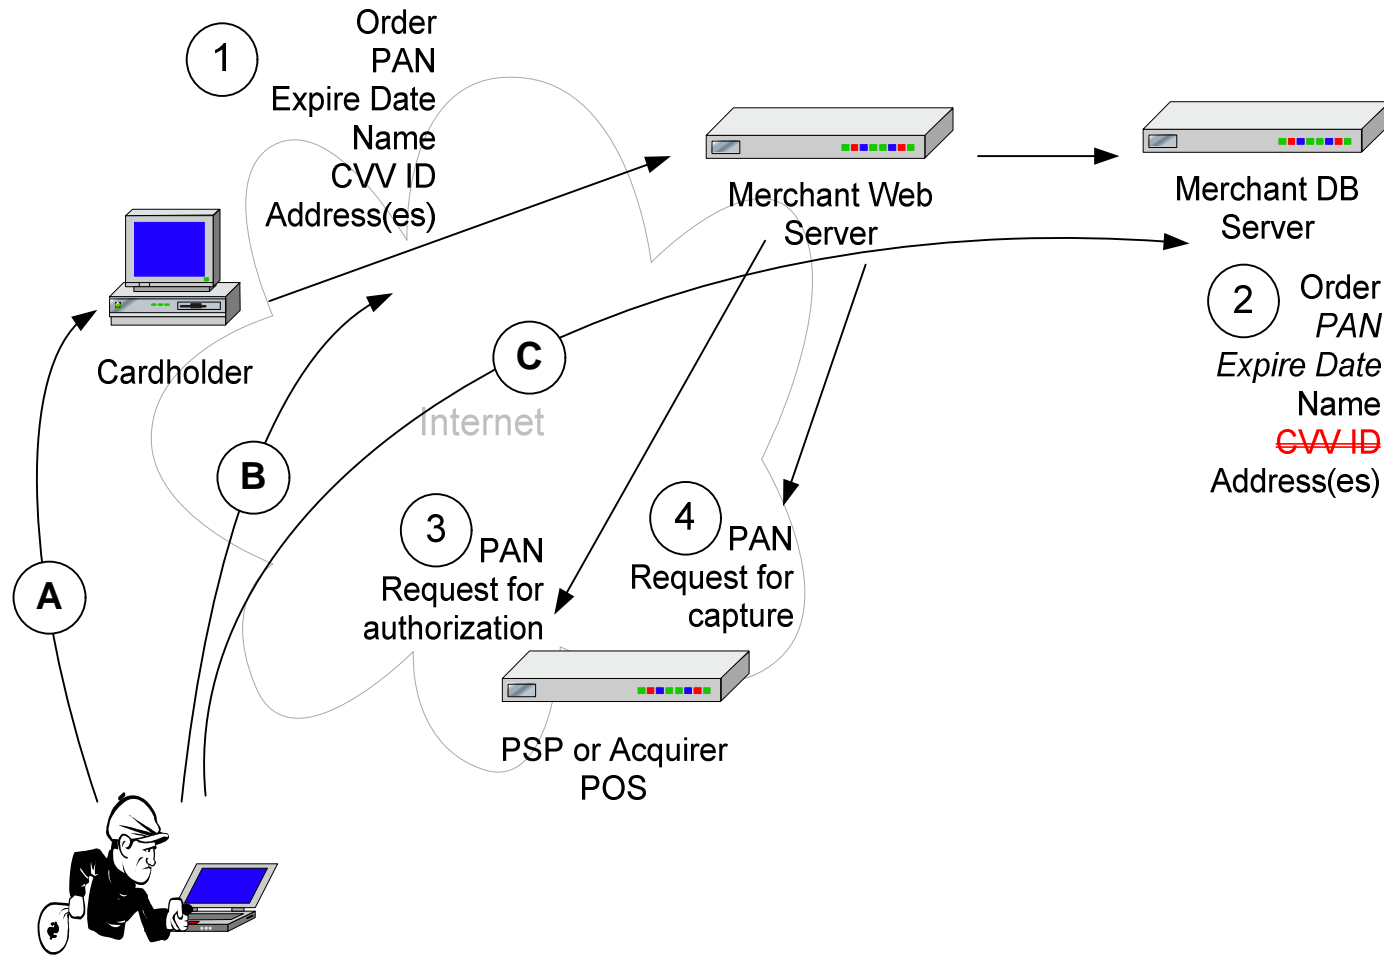 1
Order
PAN
Expire Date
Name
CVV ID
Address(es)
Cardholder
Merchant Web
Server
Merchant DB
Server
2
Order
PAN
Expire Date
Name
CVV ID
Address(es)
C
Internet
B
A
3
PAN
Request for
authorization
4
PAN
Request for
capture
PSP or Acquirer
POS